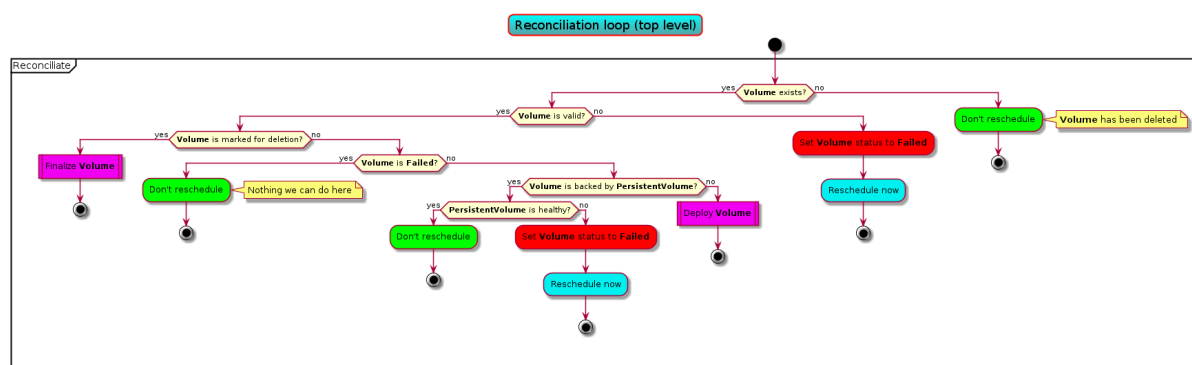 Reconciliation loop (top level)
Reconciliate
yes
Volume exists?
no
yes
Volume is valid?
no
Don't reschedule
Volume has been deleted
yes
Volume is marked for deletion?
no
Set Volume status to Failed
Finalize Volume
yes
Volume is Failed?
no
Don't reschedule
Nothing we can do here
yes
Volume is backed by PersistentVolume?
no
Reschedule now
yes
PersistentVolume is healthy?
no
Deploy Volume
Don't reschedule
Set Volume status to Failed
Reschedule now